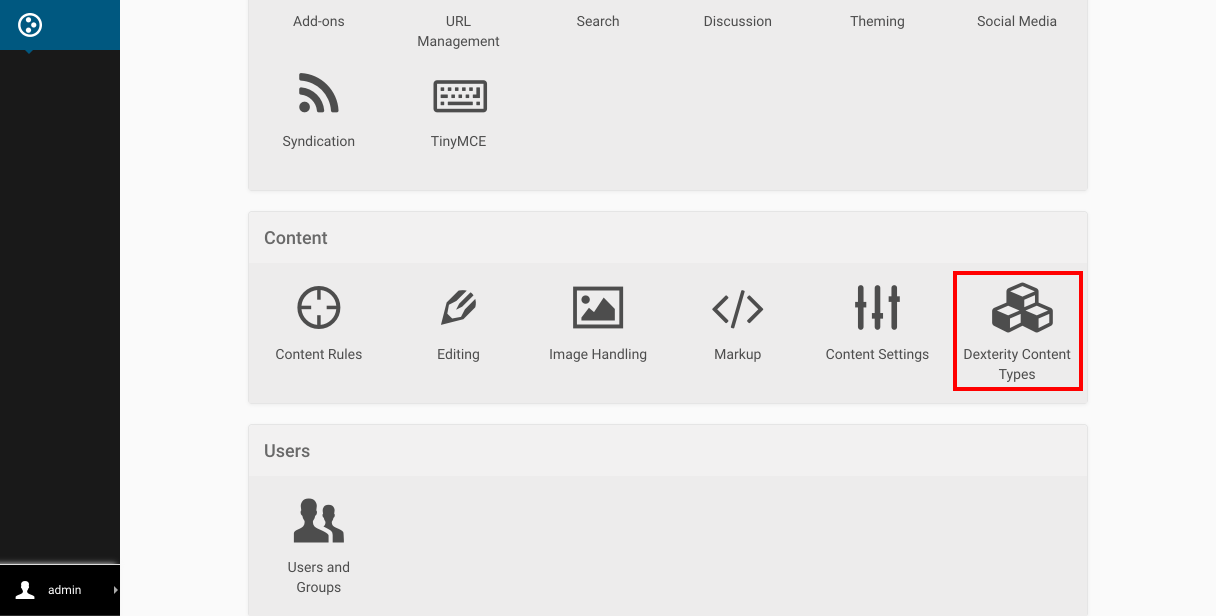 Add-ons
URL
Management
Search
Discussion
Theming
Social Media
Syndication
TinyMCE
Content
Content Rules
Editing
Image Handling
Markup
Content Settings
Dexterity Content
Types
Users
Users and
Groups
admin